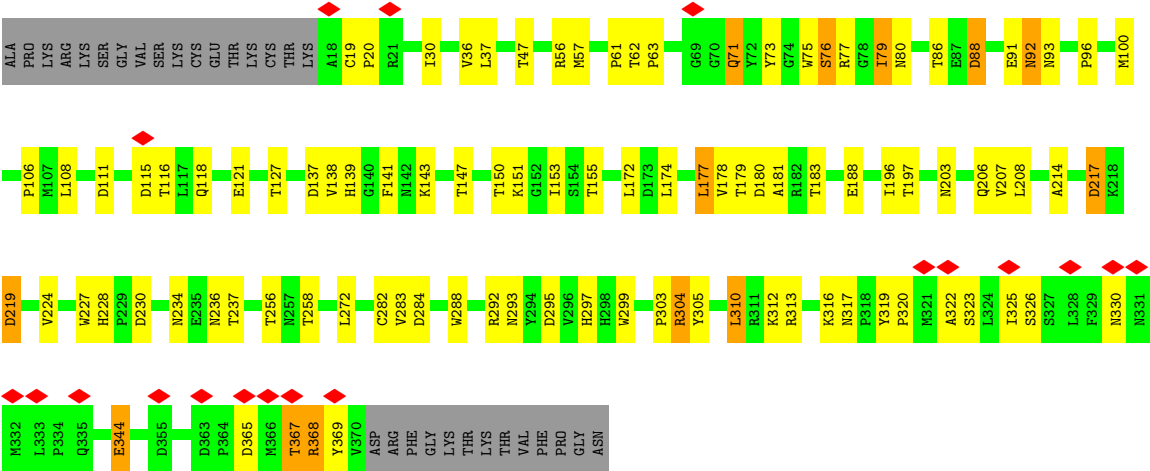 ALA PRO LYS ARG LYS SER GLY VAL SER LYS CYS GLU THR LYS CYS THR LYS A18 C19 P20 R21 I30 V36 L37 T47 R56 M57 P61 T62 P63 G69 G70 Q71 Y72 Y73 G74 W75 S76 R77 G78 I79 N80 T86 E87 D88 E91 N92 N93 P96 M100
P106 M107 L108 D111 D115 T116 L117 Q118 E121 T127 D137 V138 H139 G140 F141 N142 K143 T147 T150 K151 G152 I153 S154 T155 L172 D173 L174 L177 V178 T179 D180 A181 R182 T183 E188 I196 T197 N203 Q206 V207 L208 A214 D217 K218
D219 V224 W227 H228 P229 D230 N234 E235 N236 T237 T256 N257 T258 L272 C282 V283 D284 W288 R292 N293 Y294 D295 V296 H297 H298 W299 P303 R304 Y305 L310 R311 K312 R313 K316 N317 P318 Y319 P320 M321 A322 S323 L324 I325 S326 S327 L328 F329 N330 N331
M332 L333 P334 Q335 E344 D355 D363 P364 D365 M366 T367 R368 Y369 V370 ASP ARG PHE GLY LYS THR LYS THR VAL PHE PRO GLY ASN